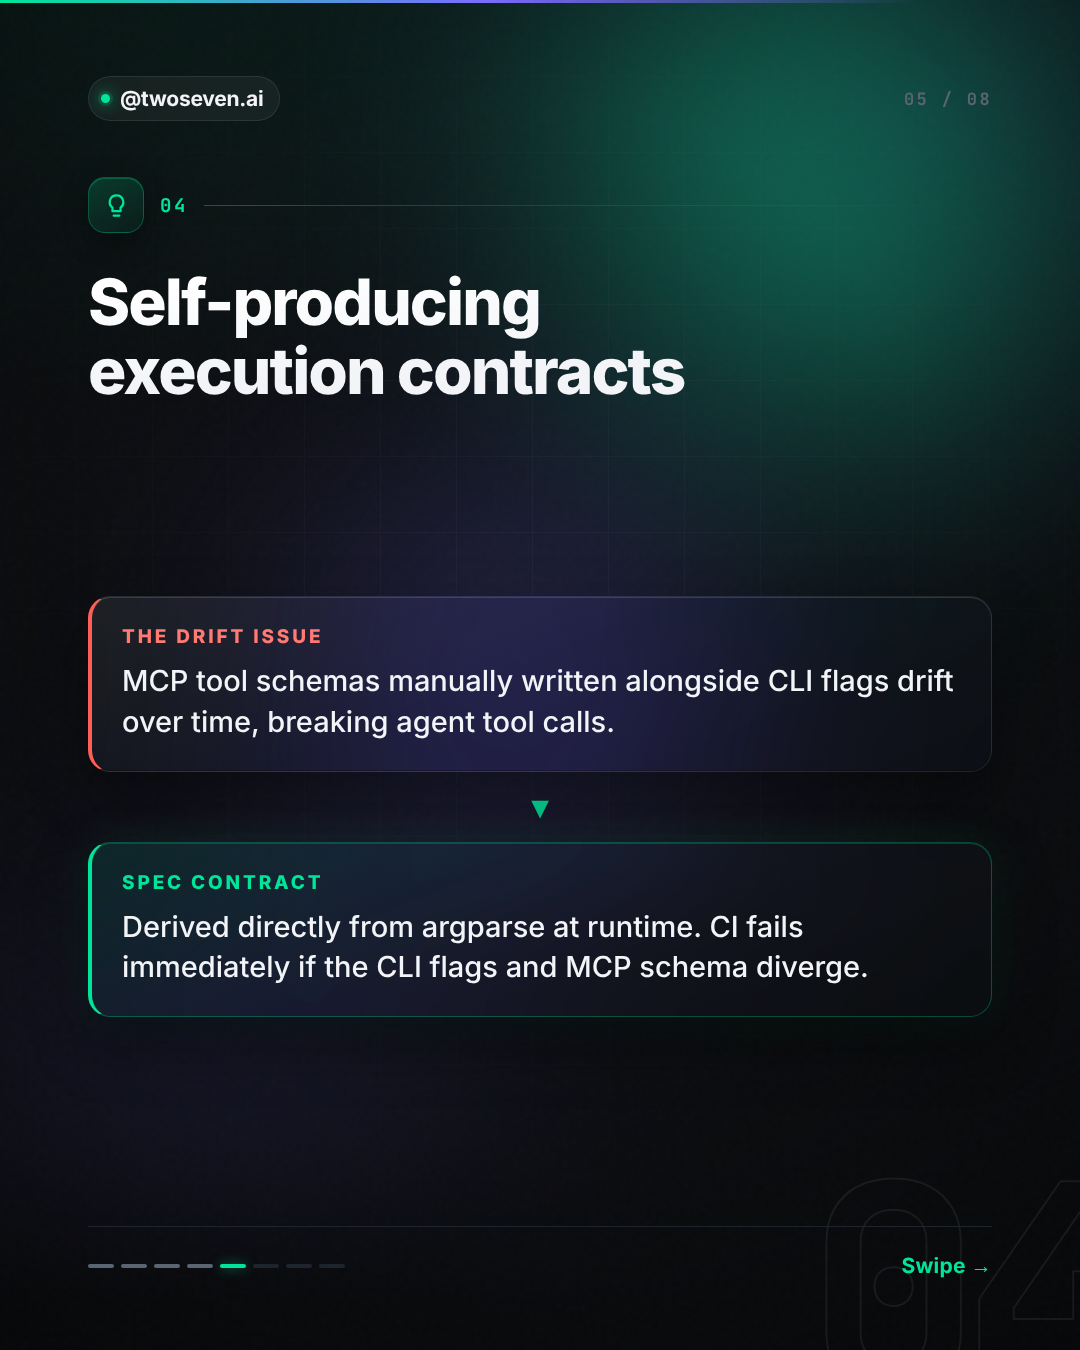 @twoseven.ai
05 / 08
04
Self-producing
execution contracts
THE DRIFT ISSUE
MCP tool schemas manually written alongside CLI flags drift
over time, breaking agent tool calls.
▼
SPEC CONTRACT
Derived directly from argparse at runtime. CI fails
immediately if the CLI flags and MCP schema diverge.
Swipe →
04